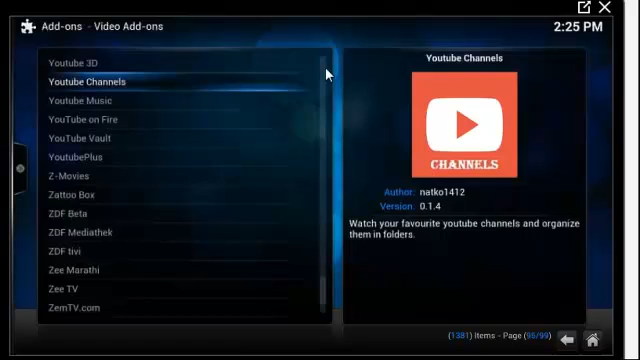 Add-ons - Video Add-ons
2:25 PM
Youtube 3D
Youtube Channels
Youtube Music
YouTube on Fire
YouTube Vault
YoutubePlus
Z-Movies
Zattoo Box
ZDF Beta
ZDF Mediathek
ZDF tivi
Zee Marathi
Zee TV
ZemTV.com
Youtube Channels
CHANNELS
Author: natko1412
Version: 0.1.4
Watch your favourite youtube channels and organize
them in folders.
(1381) Items - Page (96/99)